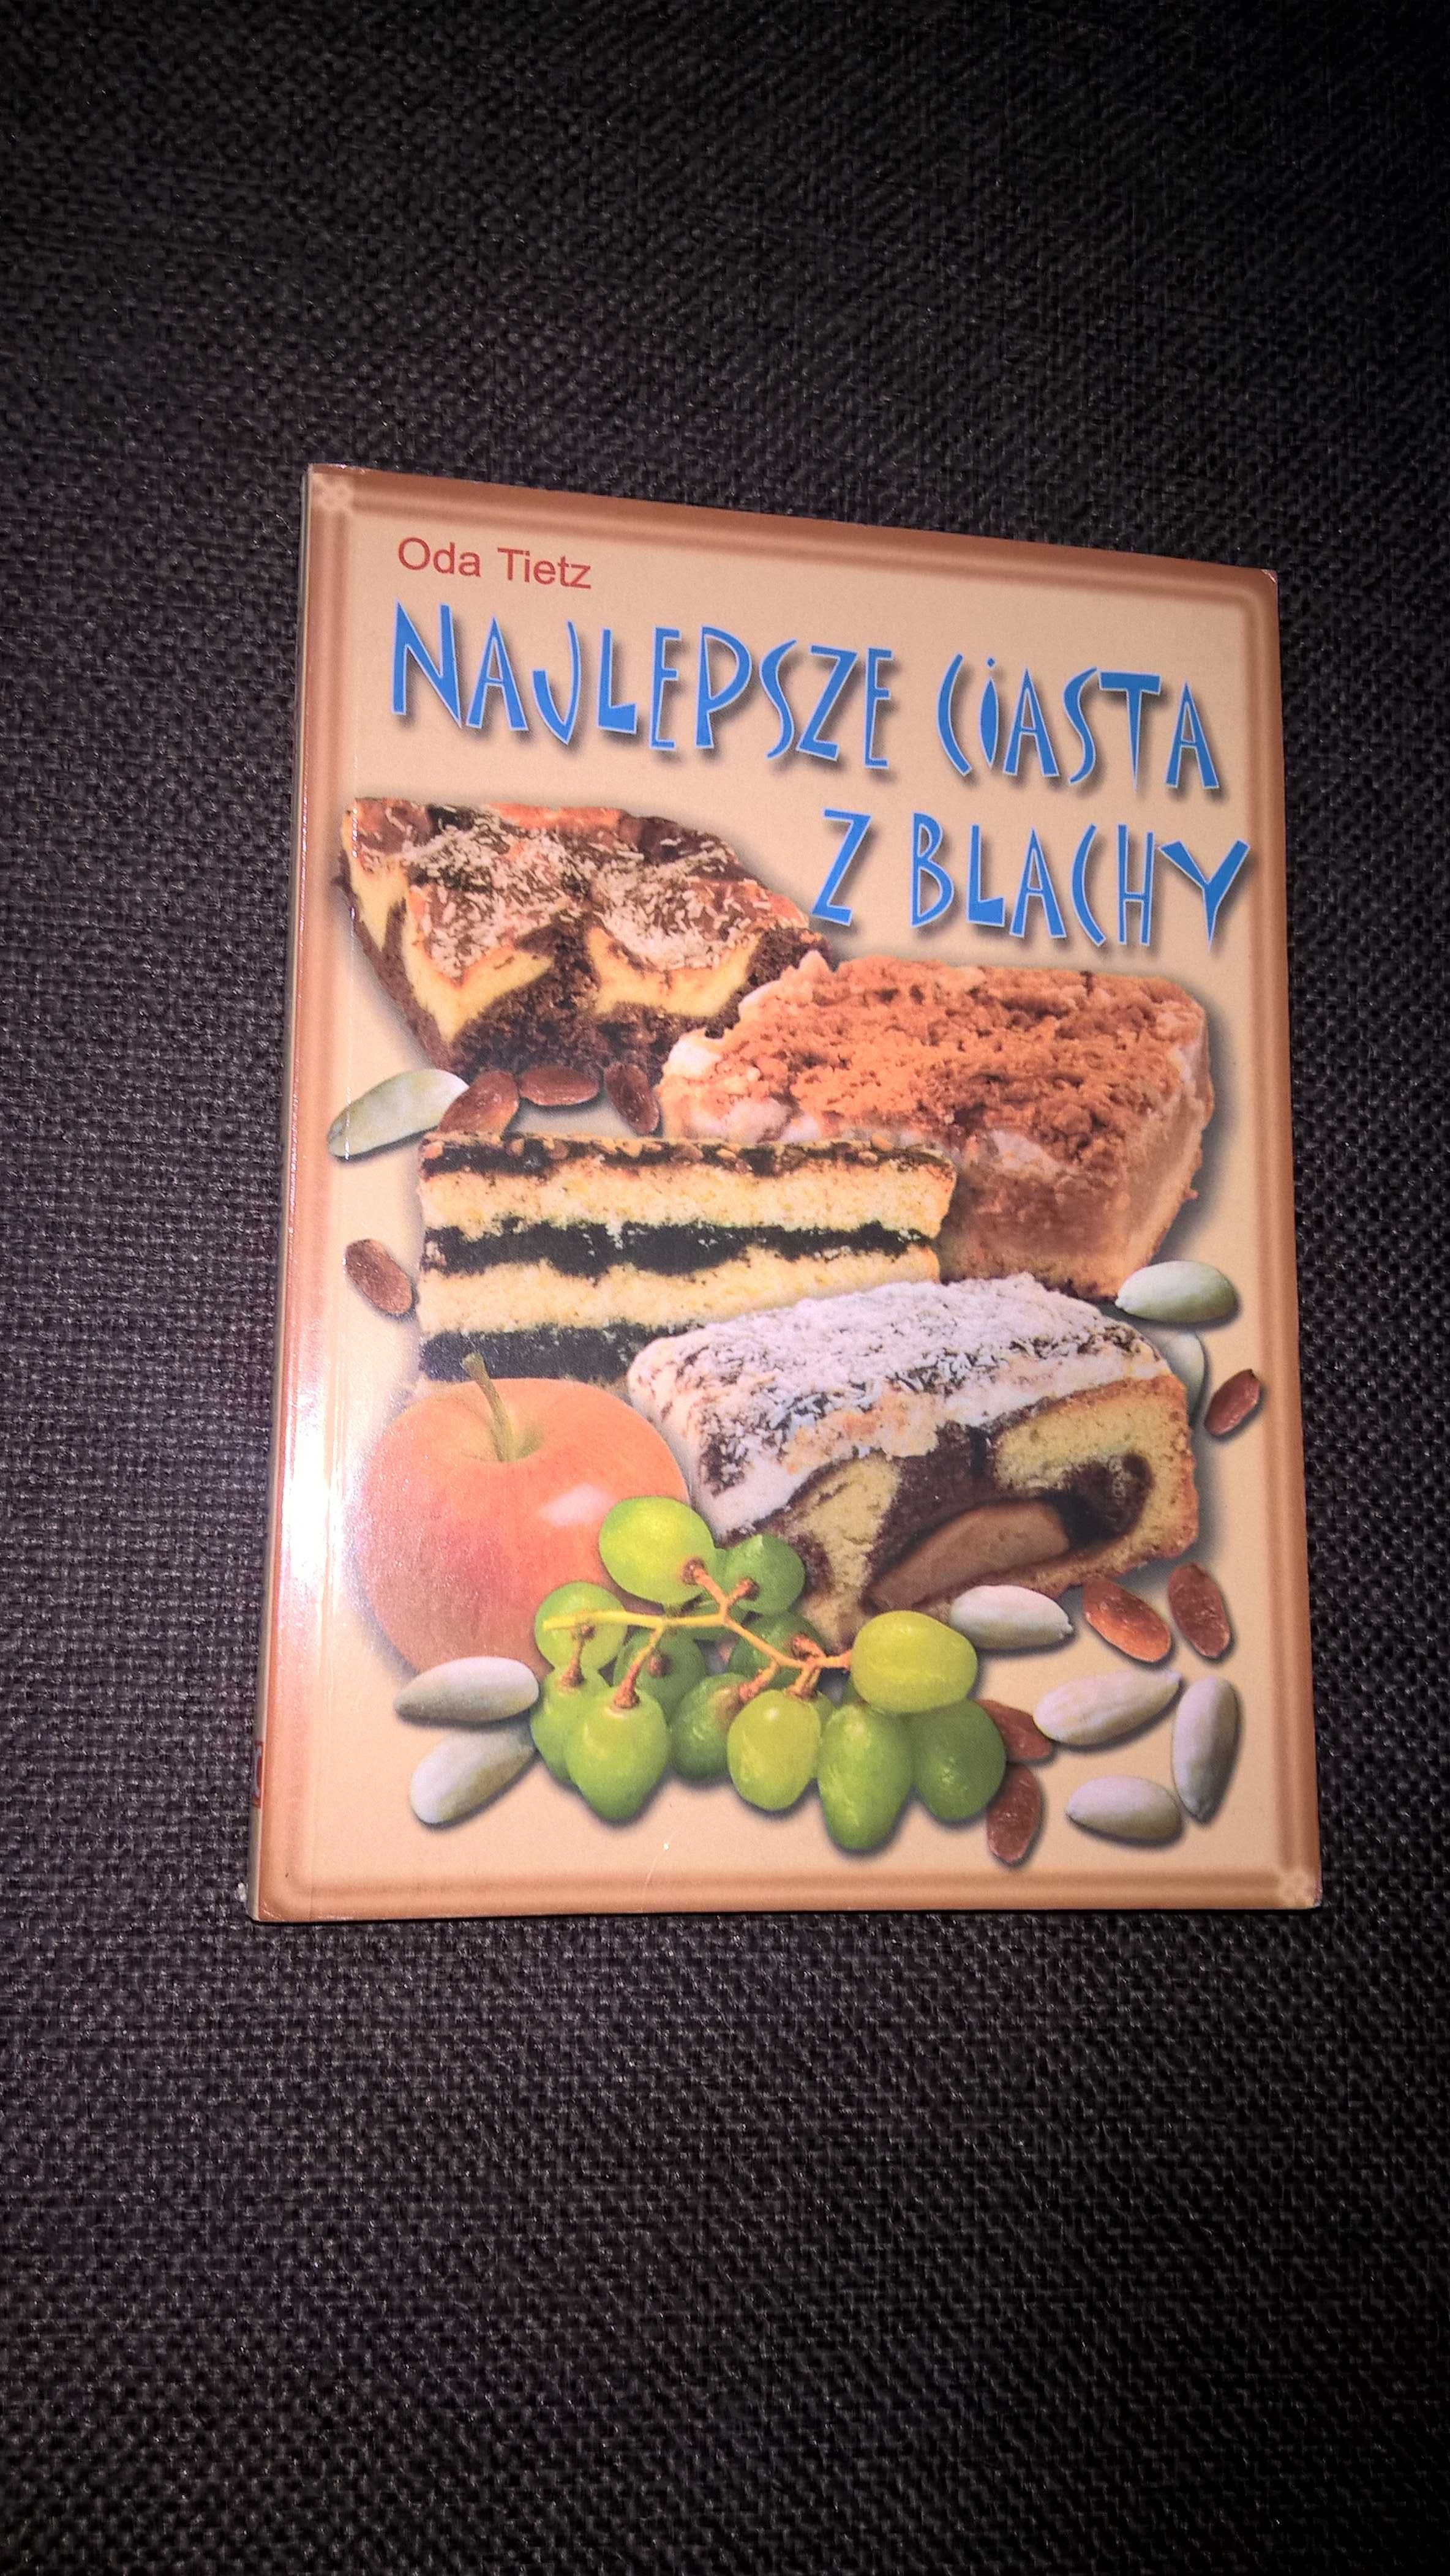 Oda Tietz
NAJLEPSZE CiASTA
Z BLACHY